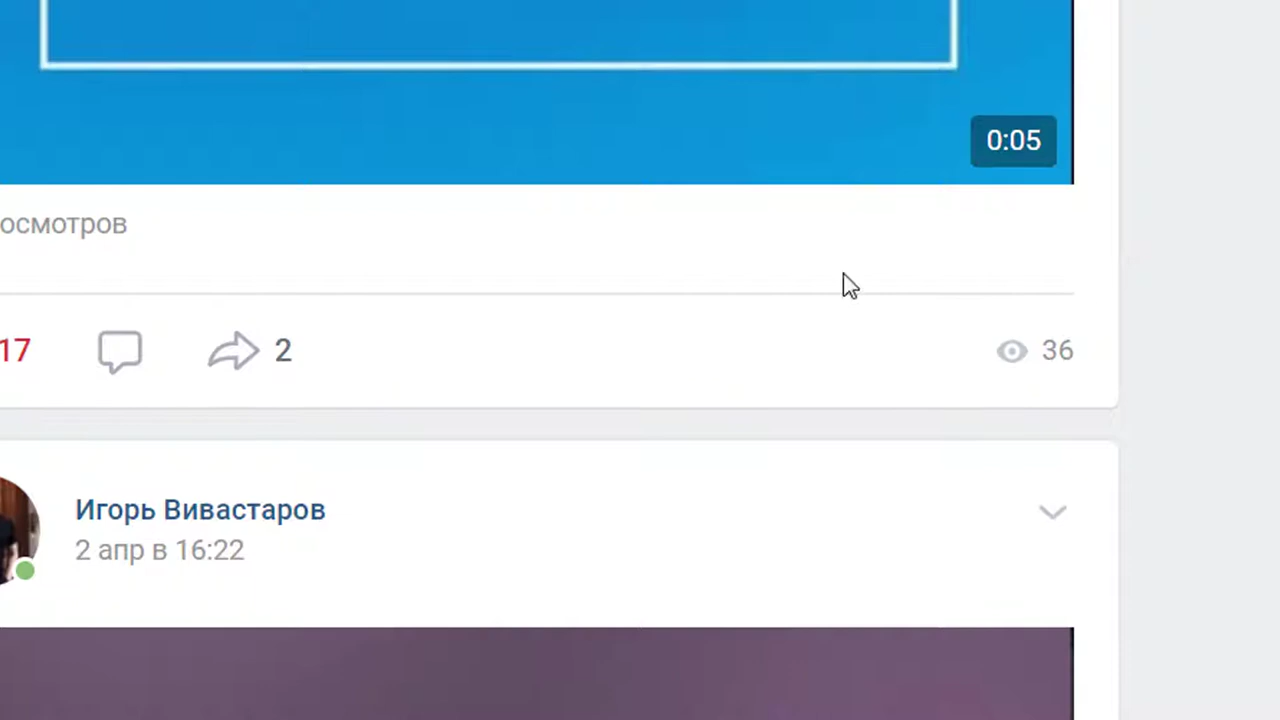 0:05
осмотров
17
2
36
Игорь Вивастаров
2 апр в 16:22